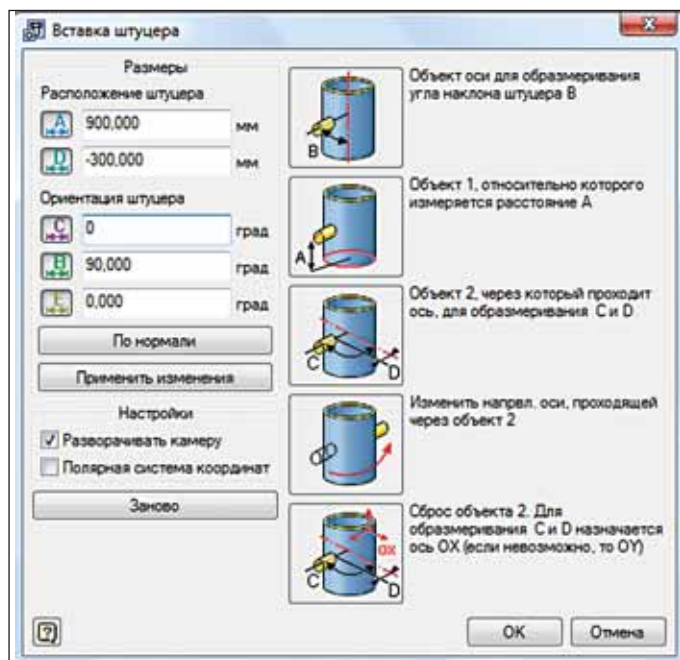 Вставка штуцера
Размеры
Расположение штуцера
A
900,000
мм
D
-300,000
мм
Ориентация штуцера
C
0
град
B
90,000
град
E
0,000
град
По нормали
Применить изменения
Настройки
Разворачивать камеру
Полярная система координат
Заново
B
Объект оси для образмеривания
угла наклона штуцера B
A
Объект 1, относительно которого
измеряется расстояние A
C
D
Объект 2, через который проходит
ось, для образмеривания C и D
Изменить напрвл. оси, проходящей
через объект 2
OX
C
D
Сброс объекта 2. Для
образмеривания C и D назначается
ось OX (если невозможно, то OY)
?
OK
Отмена